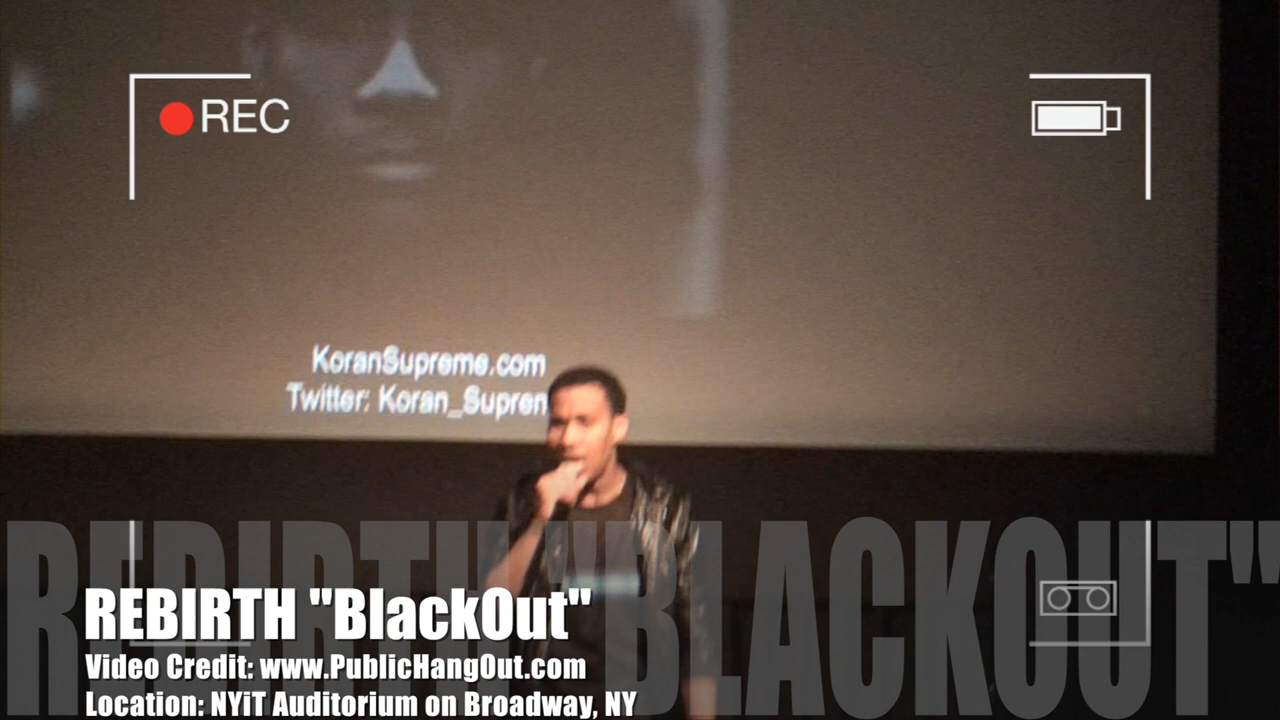 REC
KoranSupreme.com
Twitter: Koran_Suprem
REBIRTH "BLACKOUT"
REBIRTH "BlackOut"
Video Credit: www.PublicHangOut.com
Location: NYiT Auditorium on Broadway, NY